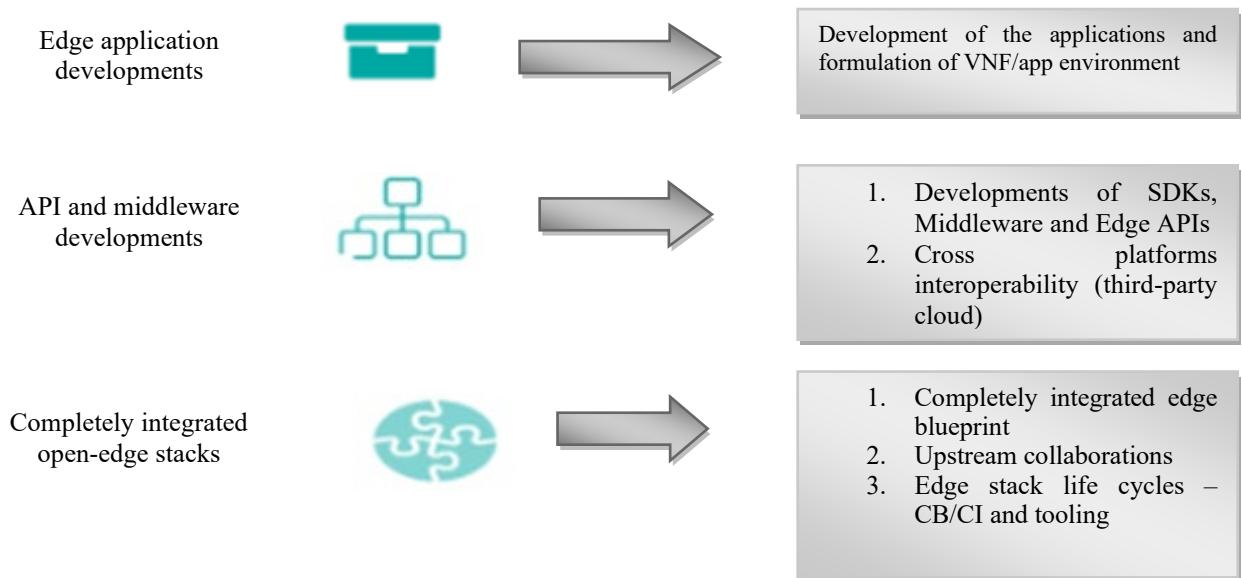 Edge application
developments
Development of the applications and
formulation of VNF/app environment
API and middleware
developments
1. Developments of SDKs,
Middleware and Edge APIs
2. Cross platforms
interoperability (third-party
cloud)
Completely integrated
open-edge stacks
1. Completely integrated edge
blueprint
2. Upstream collaborations
3. Edge stack life cycles –
CB/CI and tooling